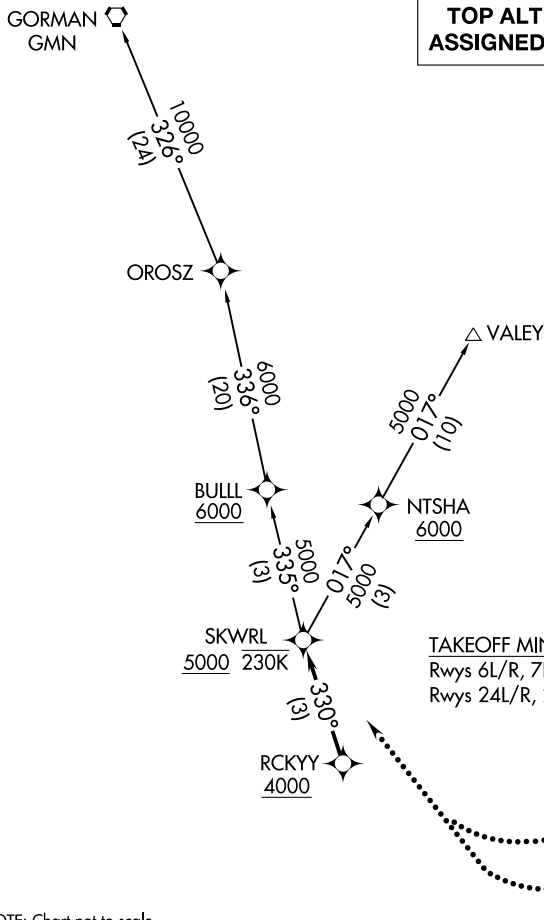 GORMAN
GMN
TOP ALT
ASSIGNED
10000
326°
(24)
OROSZ
VALEY
6000
336°
(20)
5000
017°
(10)
BULLL
6000
NTSHA
6000
5000
335°
(3)
017°
5000
(3)
SKWRL
5000 230K
TAKEOFF MIN
Rwys 6L/R,
Rwys 24L/R,
330°
(3)
RCKYY
4000
Chart not to scale